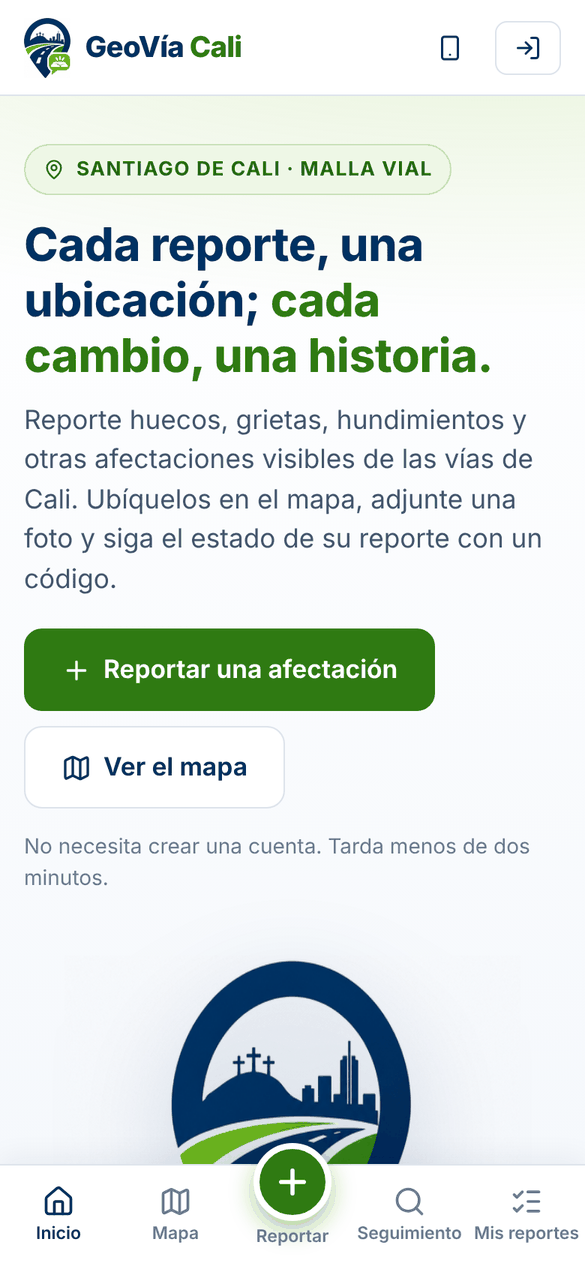 GeoVía Cali
SANTIAGO DE CALI · MALLA VIAL
Cada reporte, una
ubicación; cada
cambio, una historia.
Reporte huecos, grietas, hundimientos y
otras afectaciones visibles de las vías de
Cali. Ubíquelos en el mapa, adjunte una
foto y siga el estado de su reporte con un
código.
Reportar una afectación
Ver el mapa
No necesita crear una cuenta. Tarda menos de dos
minutos.
Inicio
Mapa
Reportar
Seguimiento
Mis reportes